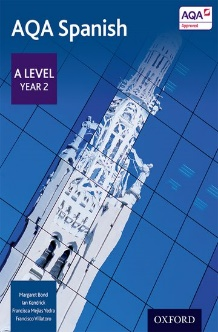 AQA Spanish
AQA
Approved
A LEVEL
YEAR 2
Margaret Bond
Ian Kendrick
Francisca Mejías Yedra
Francisco Villatoro
OXFORD